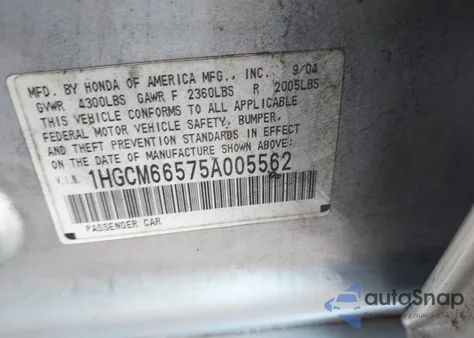 MFD. BY HONDA OF AMERICA MFG., INC. 9/04
GVWR 4300LBS GAWR F 2360LBS R 2005LBS
THIS VEHICLE CONFORMS TO ALL APPLICABLE
FEDERAL MOTOR VEHICLE SAFETY, BUMPER,
AND THEFT PREVENTION STANDARDS IN EFFECT
ON THE DATE OF MANUFACTURE SHOWN ABOVE.
V.I.N. 1HGCM66575A005562
PASSENGER CAR
autoSnap